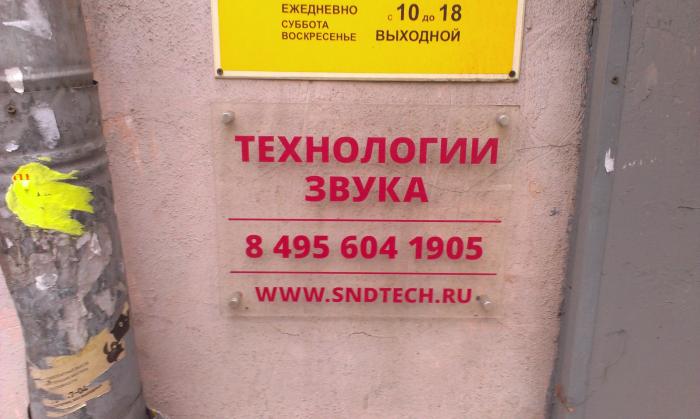 ЕЖЕДНЕВНО с 10 до 18
СУББОТА
ВОСКРЕСЕНЬЕ ВЫХОДНОЙ
ТЕХНОЛОГИИ
ЗВУКА
8 495 604 1905
WWW.SNDTECH.RU